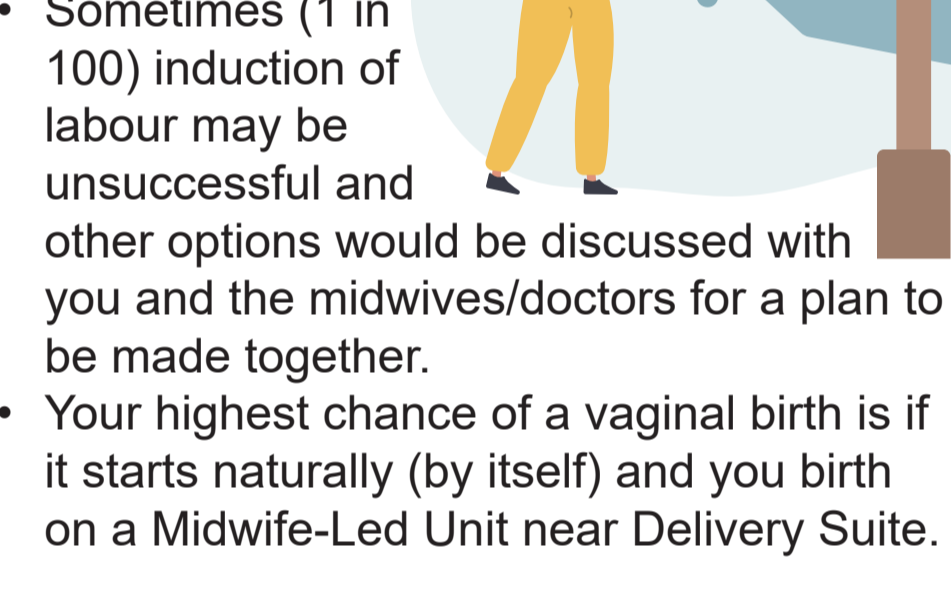 • Sometimes (1 in
100) induction of
labour may be
unsuccessful and
other options would be discussed with
you and the midwives/doctors for a plan to
be made together.
• Your highest chance of a vaginal birth is if
it starts naturally (by itself) and you birth
on a Midwife-Led Unit near Delivery Suite.